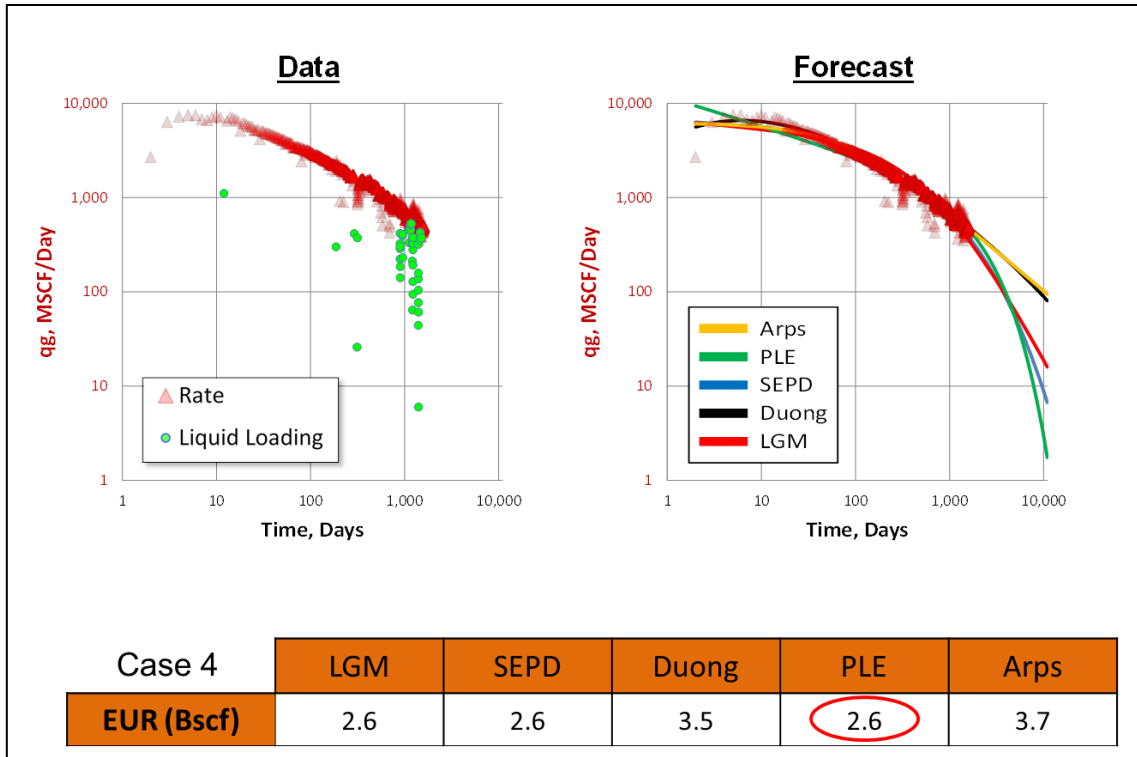 Data
10,000
1,000
100
10
1
qg, MSCF/Day
Rate
Liquid Loading
1 10 100 1,000 10,000
Time, Days
Forecast
10,000
1,000
100
10
1
qg, MSCF/Day
Arps
PLE
SEPD
Duong
LGM
1 10 100 1,000 10,000
Time, Days
Case 4 LGM SEPD Duong PLE Arps
EUR (Bscf) 2.6 2.6 3.5 2.6 3.7